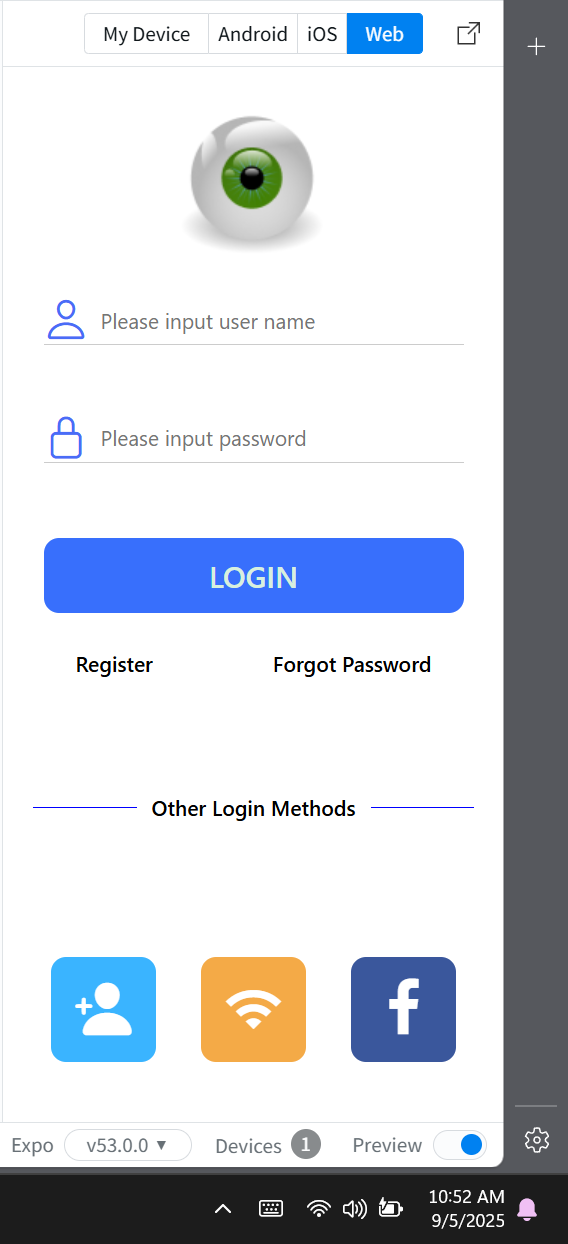 My Device Android iOS Web
Please input user name
Please input password
LOGIN
Register Forgot Password
Other Login Methods
Expo v53.0.0 ▼ Devices 1 Preview
10:52 AM
9/5/2025